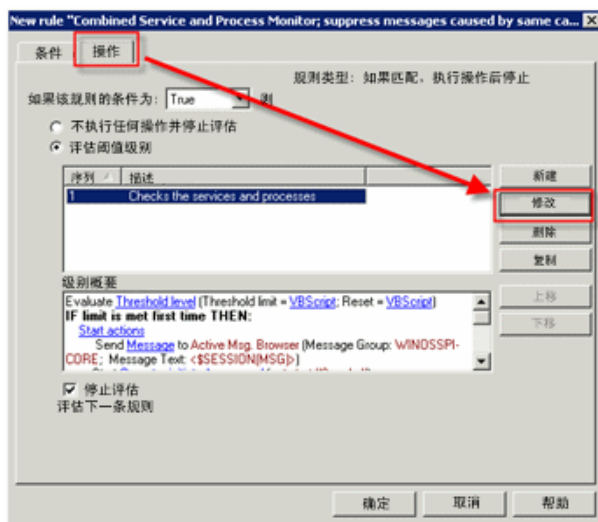 New rule "Combined Service and Process Monitor; suppress messages caused by same ca...
条件 操作
规则类型: 如果匹配, 执行操作后停止
如果该规则的条件为: True 则
不执行任何操作并停止评估
评估阈值级别
序列 描述
1 Checks the services and processes
新建
修改
删除
复制
级别概要
上移
下移
Evaluate Threshold level (Threshold limit = VBScript; Reset = VBScript)
IF limit is met first time THEN:
Start actions
Send Message to Active Msg. Browser (Message Group: WINOSSPI-
CORE; Message Text: <$SESSION(MSG)>)
停止评估
评估下一条规则
确定 取消 帮助